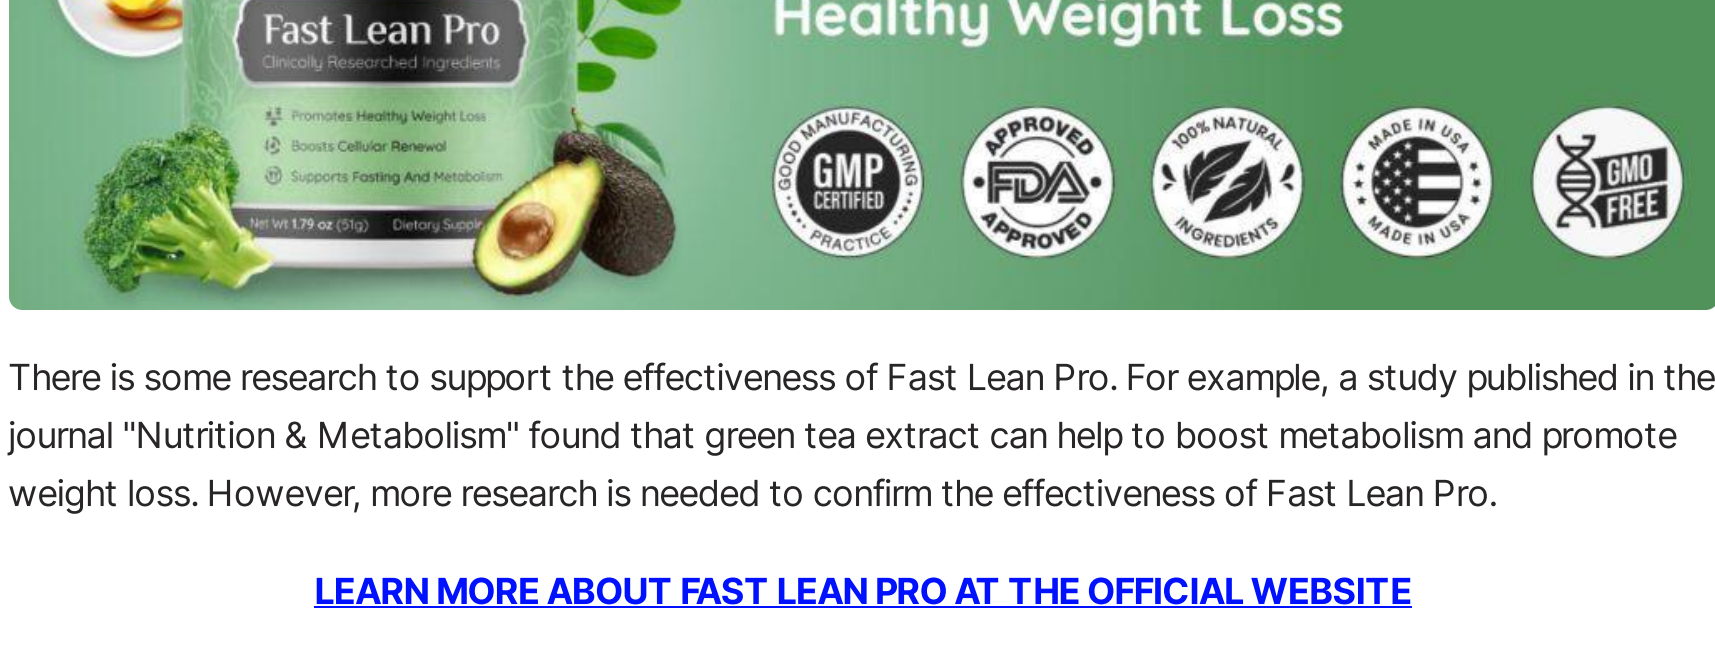 Healthy Weight Loss
Fast Lean Pro
Clinically Researched Ingredients
Promotes Healthy Weight Loss
Boosts Cellular Renewal
Supports Fasting And Metabolism
Net Wt 1.79 oz (51g) Dietary Supple
GOOD MANUFACTURING
GMP
CERTIFIED
PRACTICE
APPROVED
FDA
APPROVED
100% NATURAL
INGREDIENTS
MADE IN USA
MADE IN USA
GMO
FREE
There is some research to support the effectiveness of Fast Lean Pro. For example, a study published in the
journal "Nutrition & Metabolism" found that green tea extract can help to boost metabolism and promote
weight loss. However, more research is needed to confirm the effectiveness of Fast Lean Pro.
LEARN MORE ABOUT FAST LEAN PRO AT THE OFFICIAL WEBSITE